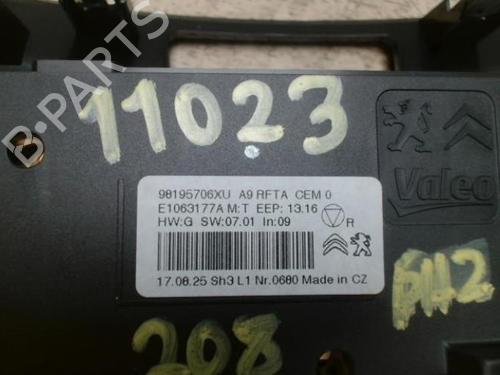 B-PARTS
11023
Valeo
98195706XU A9 RFTA CEM 0
E1063177A M:T EEP: 13.16
HW:G SW:07.01 In:09 R
17.08.25 Sh3 L1 Nr.0680 Made in CZ
PH2
208